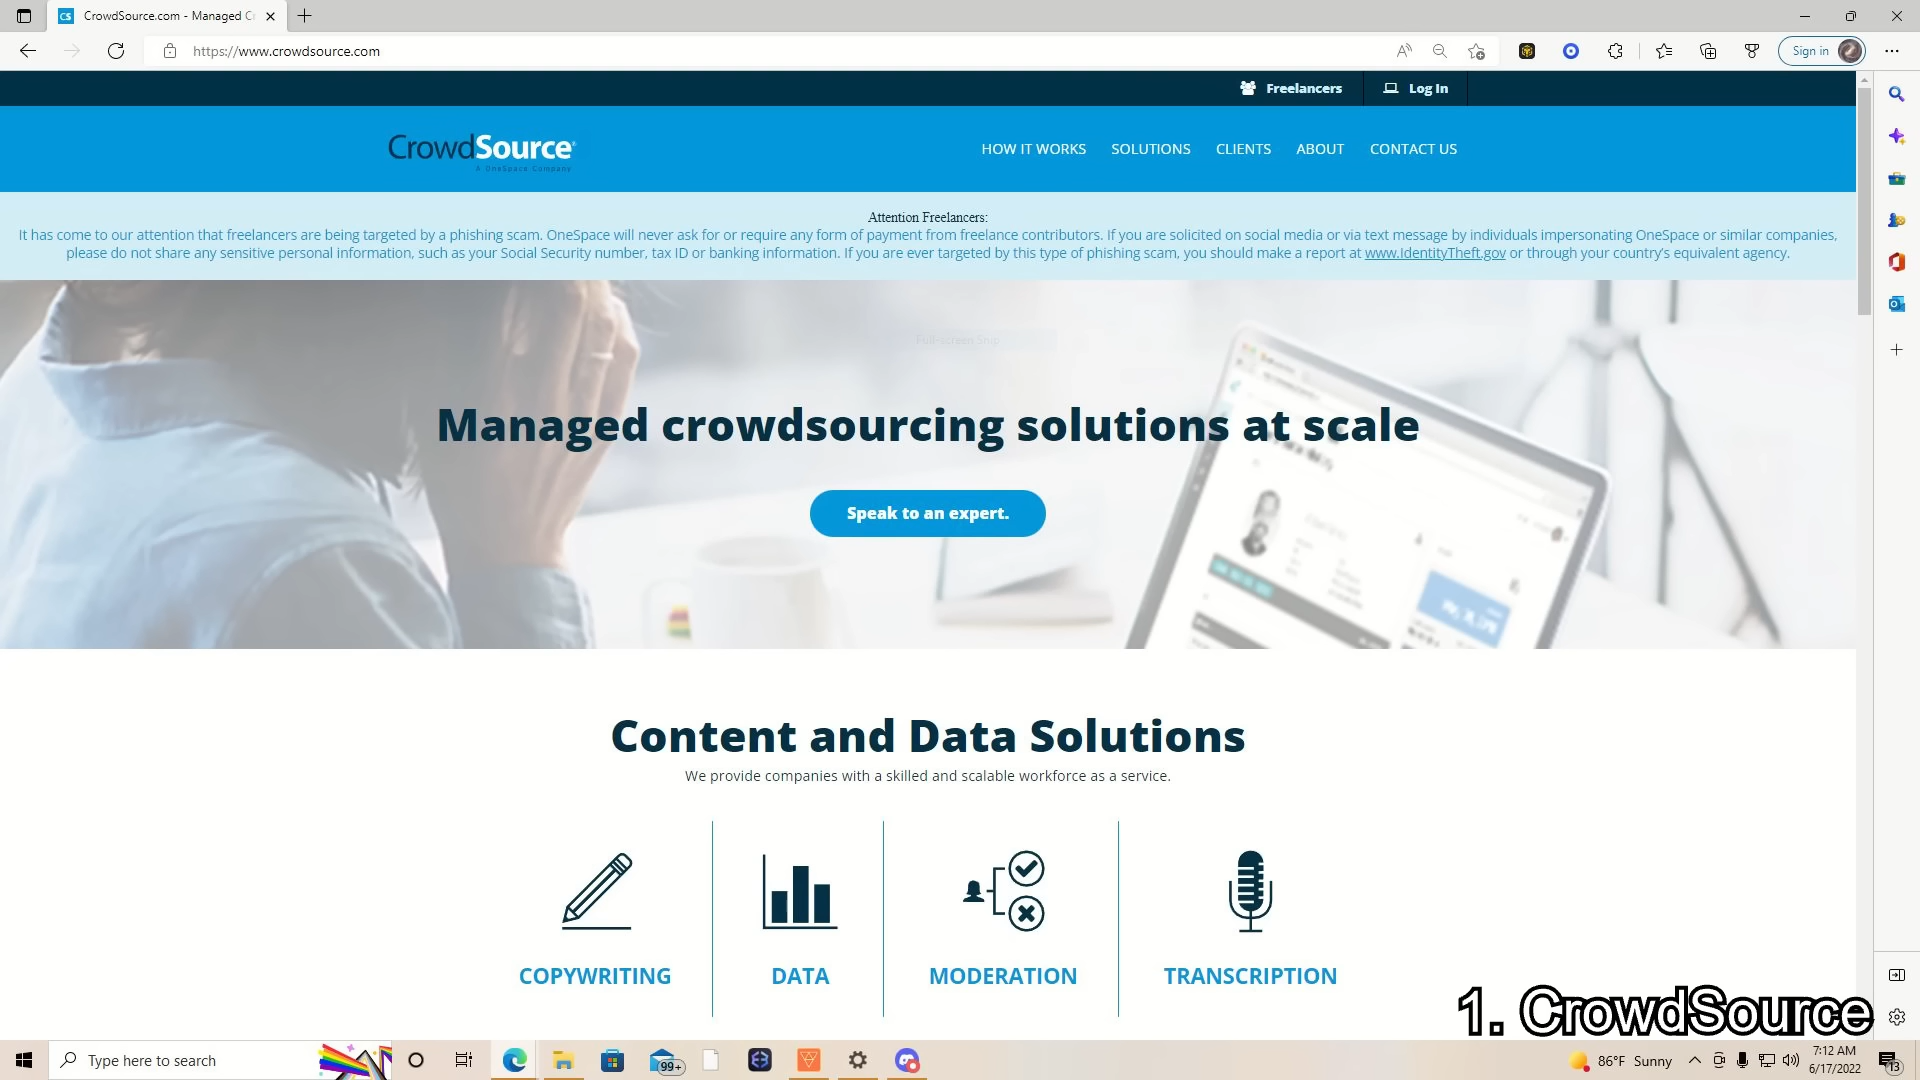 CrowdSource.com - Managed C
https://www.crowdsource.com
Sign in
Freelancers
Log In
CrowdSource
A OneSpace Company
HOW IT WORKS
SOLUTIONS
CLIENTS
ABOUT
CONTACT US
Attention Freelancers:
It has come to our attention that freelancers are being targeted by a phishing scam. OneSpace will never ask for or require any form of payment from freelance contributors. If you are solicited on social media or via text message by individuals impersonating OneSpace or similar companies,
please do not share any sensitive personal information, such as your Social Security number, tax ID or banking information. If you are ever targeted by this type of phishing scam, you should make a report at www.IdentityTheft.gov or through your country's equivalent agency.
Full-screen Snip
Managed crowdsourcing solutions at scale
Speak to an expert.
Content and Data Solutions
We provide companies with a skilled and scalable workforce as a service.
COPYWRITING
DATA
MODERATION
TRANSCRIPTION
1. CrowdSource
Type here to search
99+
86°F Sunny
7:12 AM
6/17/2022
13